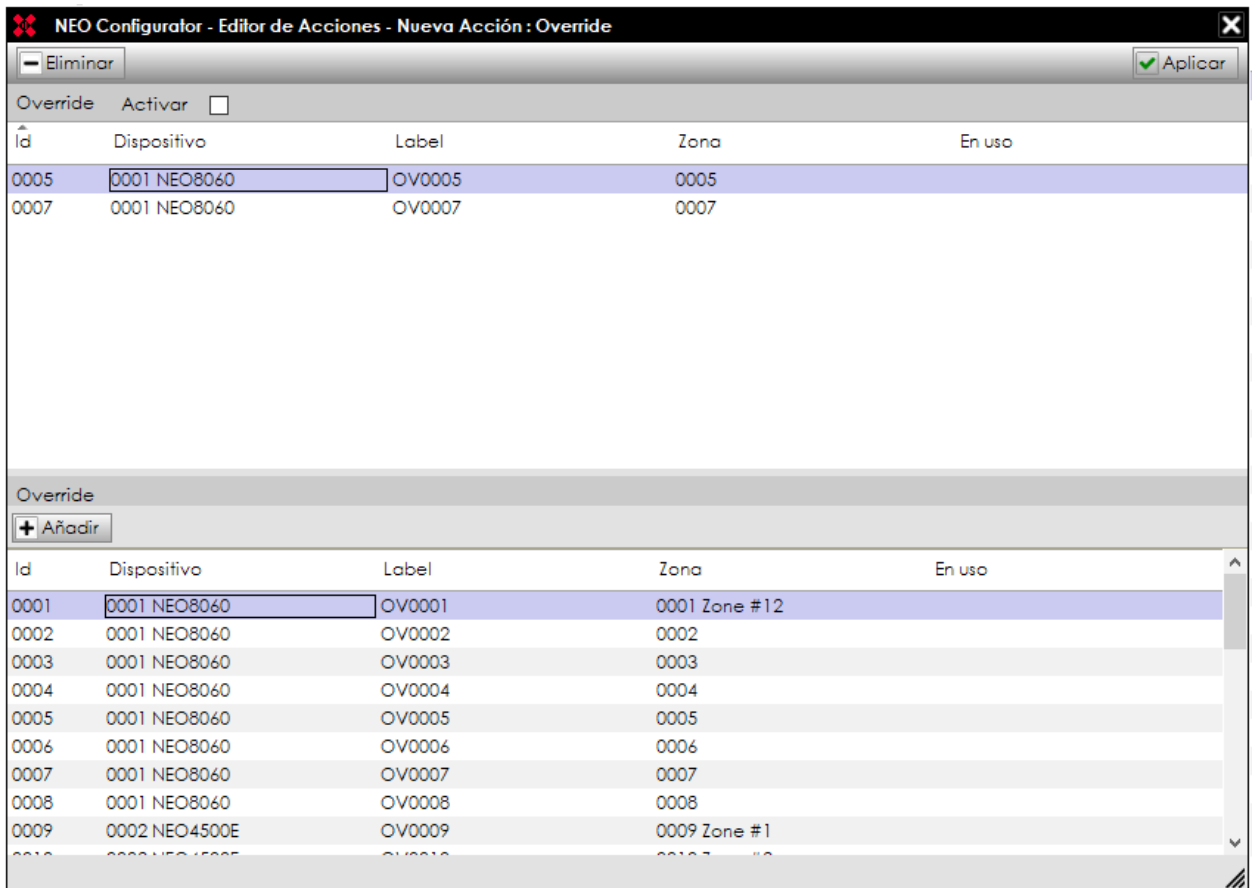 NEO Configurator - Editor de Acciones - Nueva Acción : Override
Eliminar Aplicar
Override Activar
Id Dispositivo Label Zona En uso
0005 0001 NEO8060 OV0005 0005
0007 0001 NEO8060 OV0007 0007
Override
Añadir
Id Dispositivo Label Zona En uso
0001 0001 NEO8060 OV0001 0001 Zone #12
0002 0001 NEO8060 OV0002 0002
0003 0001 NEO8060 OV0003 0003
0004 0001 NEO8060 OV0004 0004
0005 0001 NEO8060 OV0005 0005
0006 0001 NEO8060 OV0006 0006
0007 0001 NEO8060 OV0007 0007
0008 0001 NEO8060 OV0008 0008
0009 0002 NEO4500E OV0009 0009 Zone #1